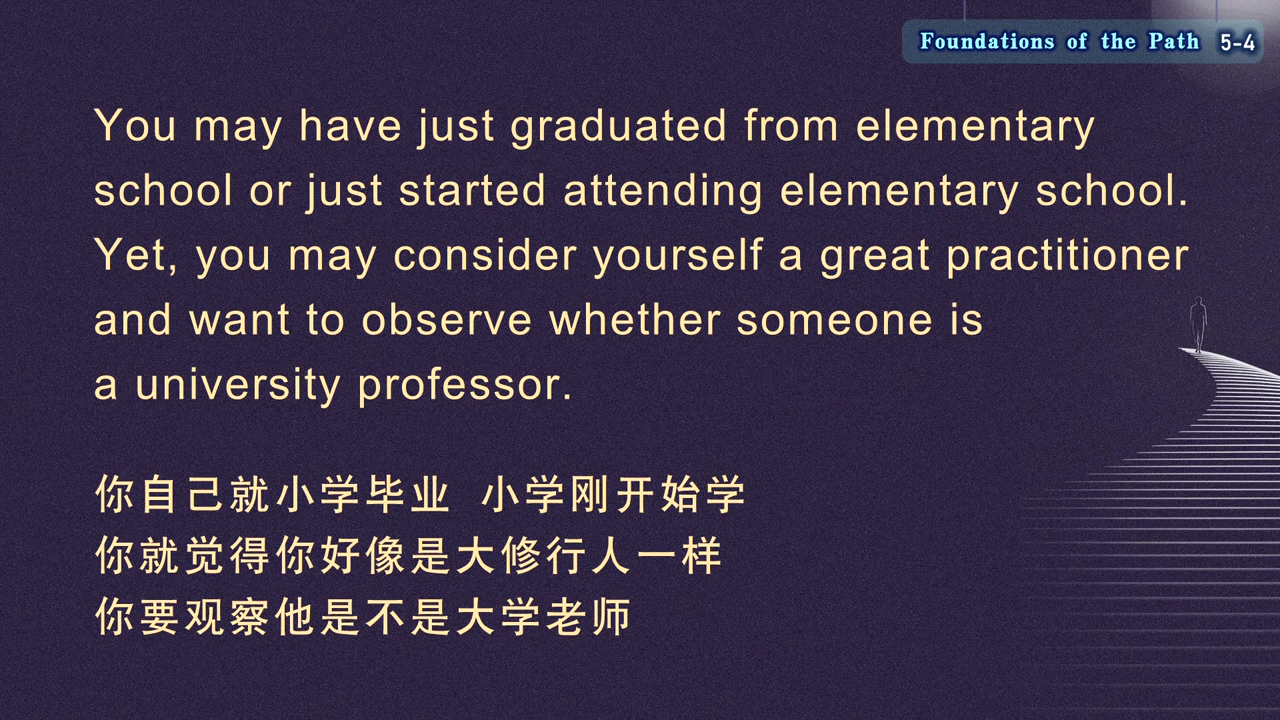 Foundations of the Path 5-4
You may have just graduated from elementary
school or just started attending elementary school.
Yet, you may consider yourself a great practitioner
and want to observe whether someone is
a university professor.
你自己就小学毕业 小学刚开始学
你就觉得你好像是大修行人一样
你要观察他是不是大学老师